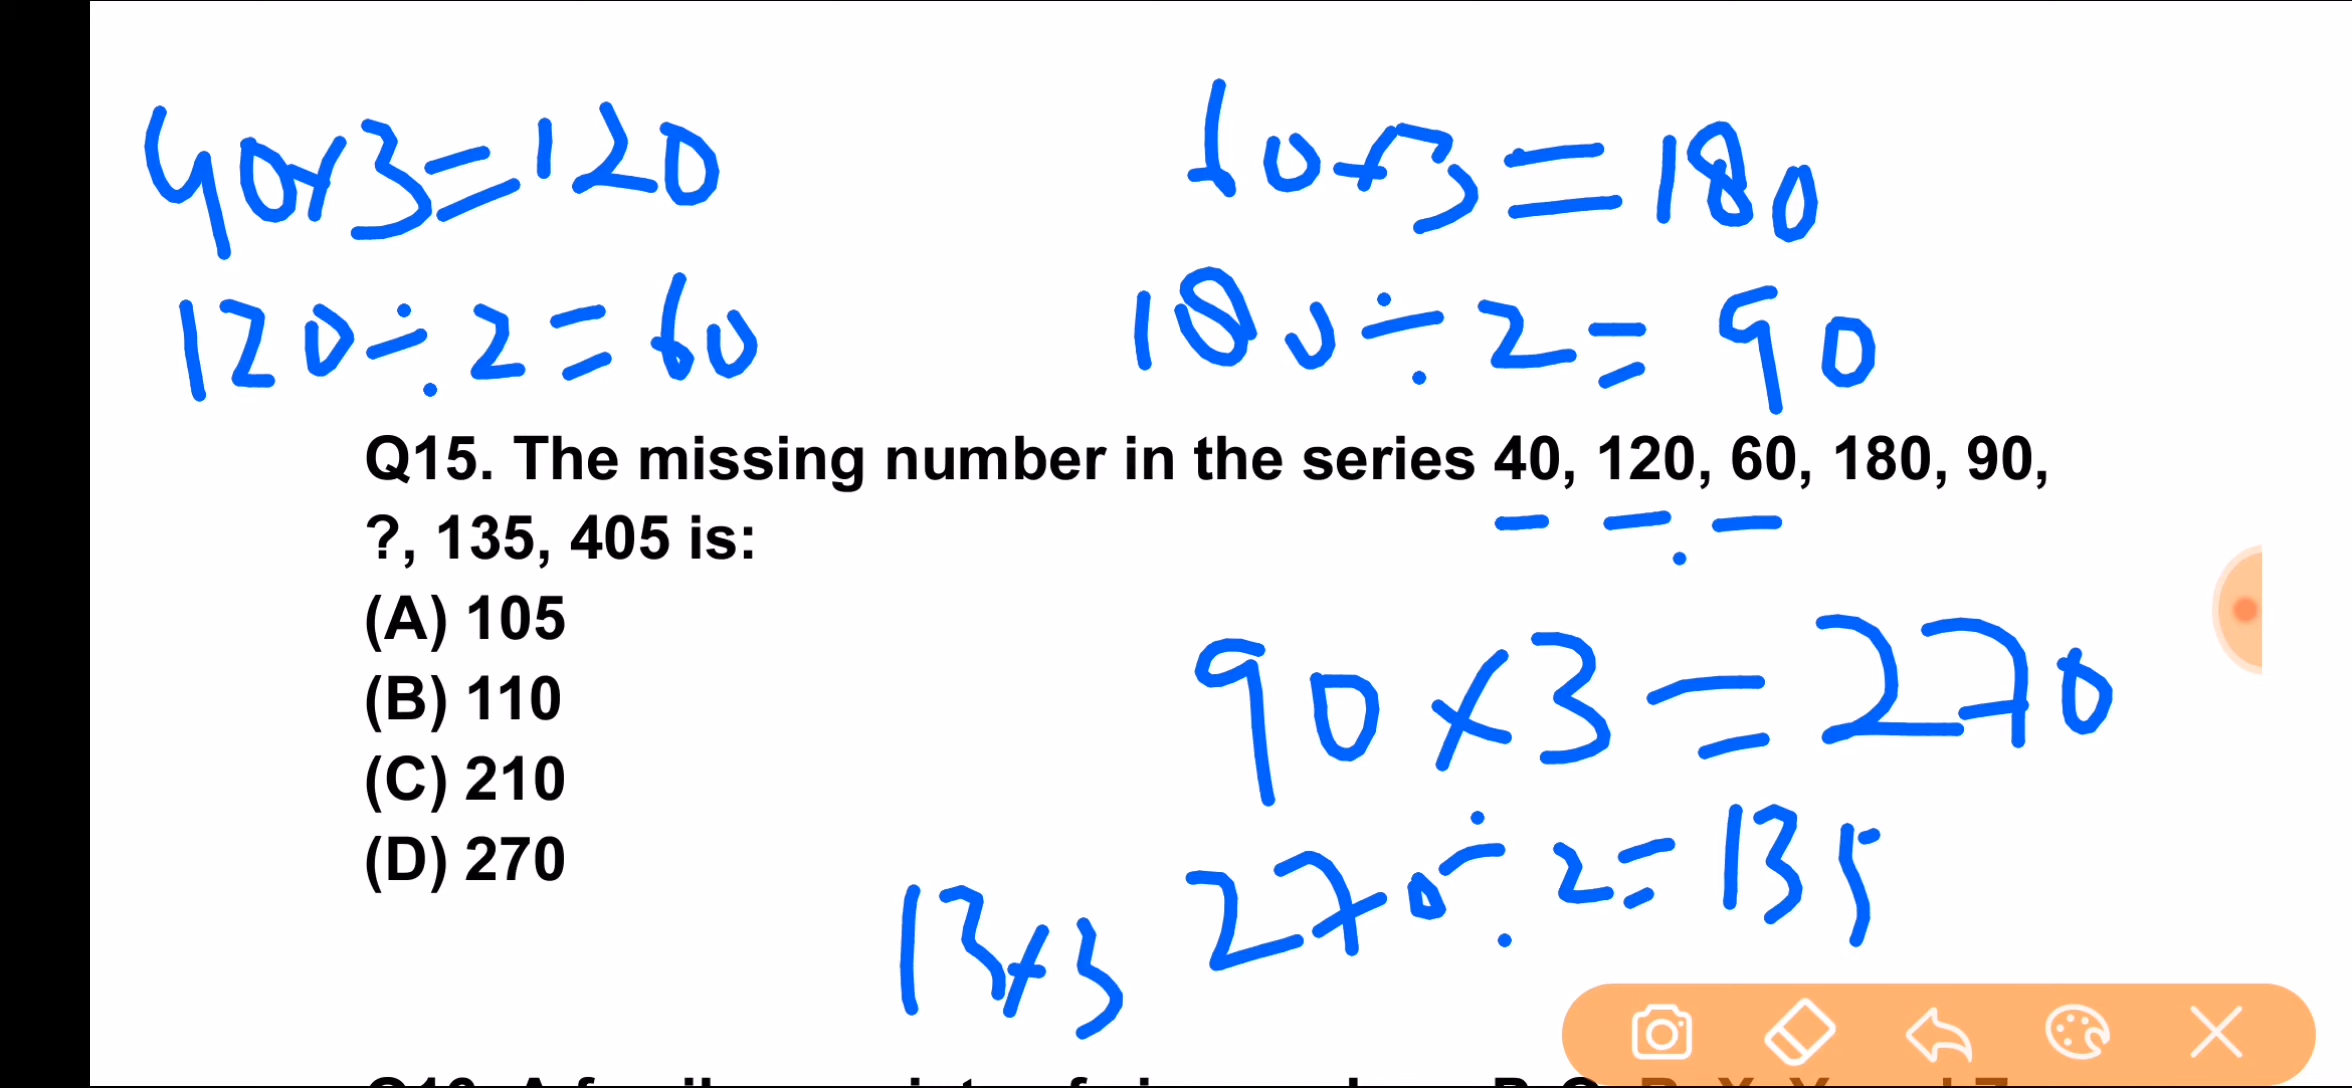 40×3=120
60×3=180
120÷2=60
180÷2=90
Q15. The missing number in the series 40, 120, 60, 180, 90,
?, 135, 405 is:
(A) 105
(B) 110
(C) 210
(D) 270
90×3=270
270÷2=135
13×3